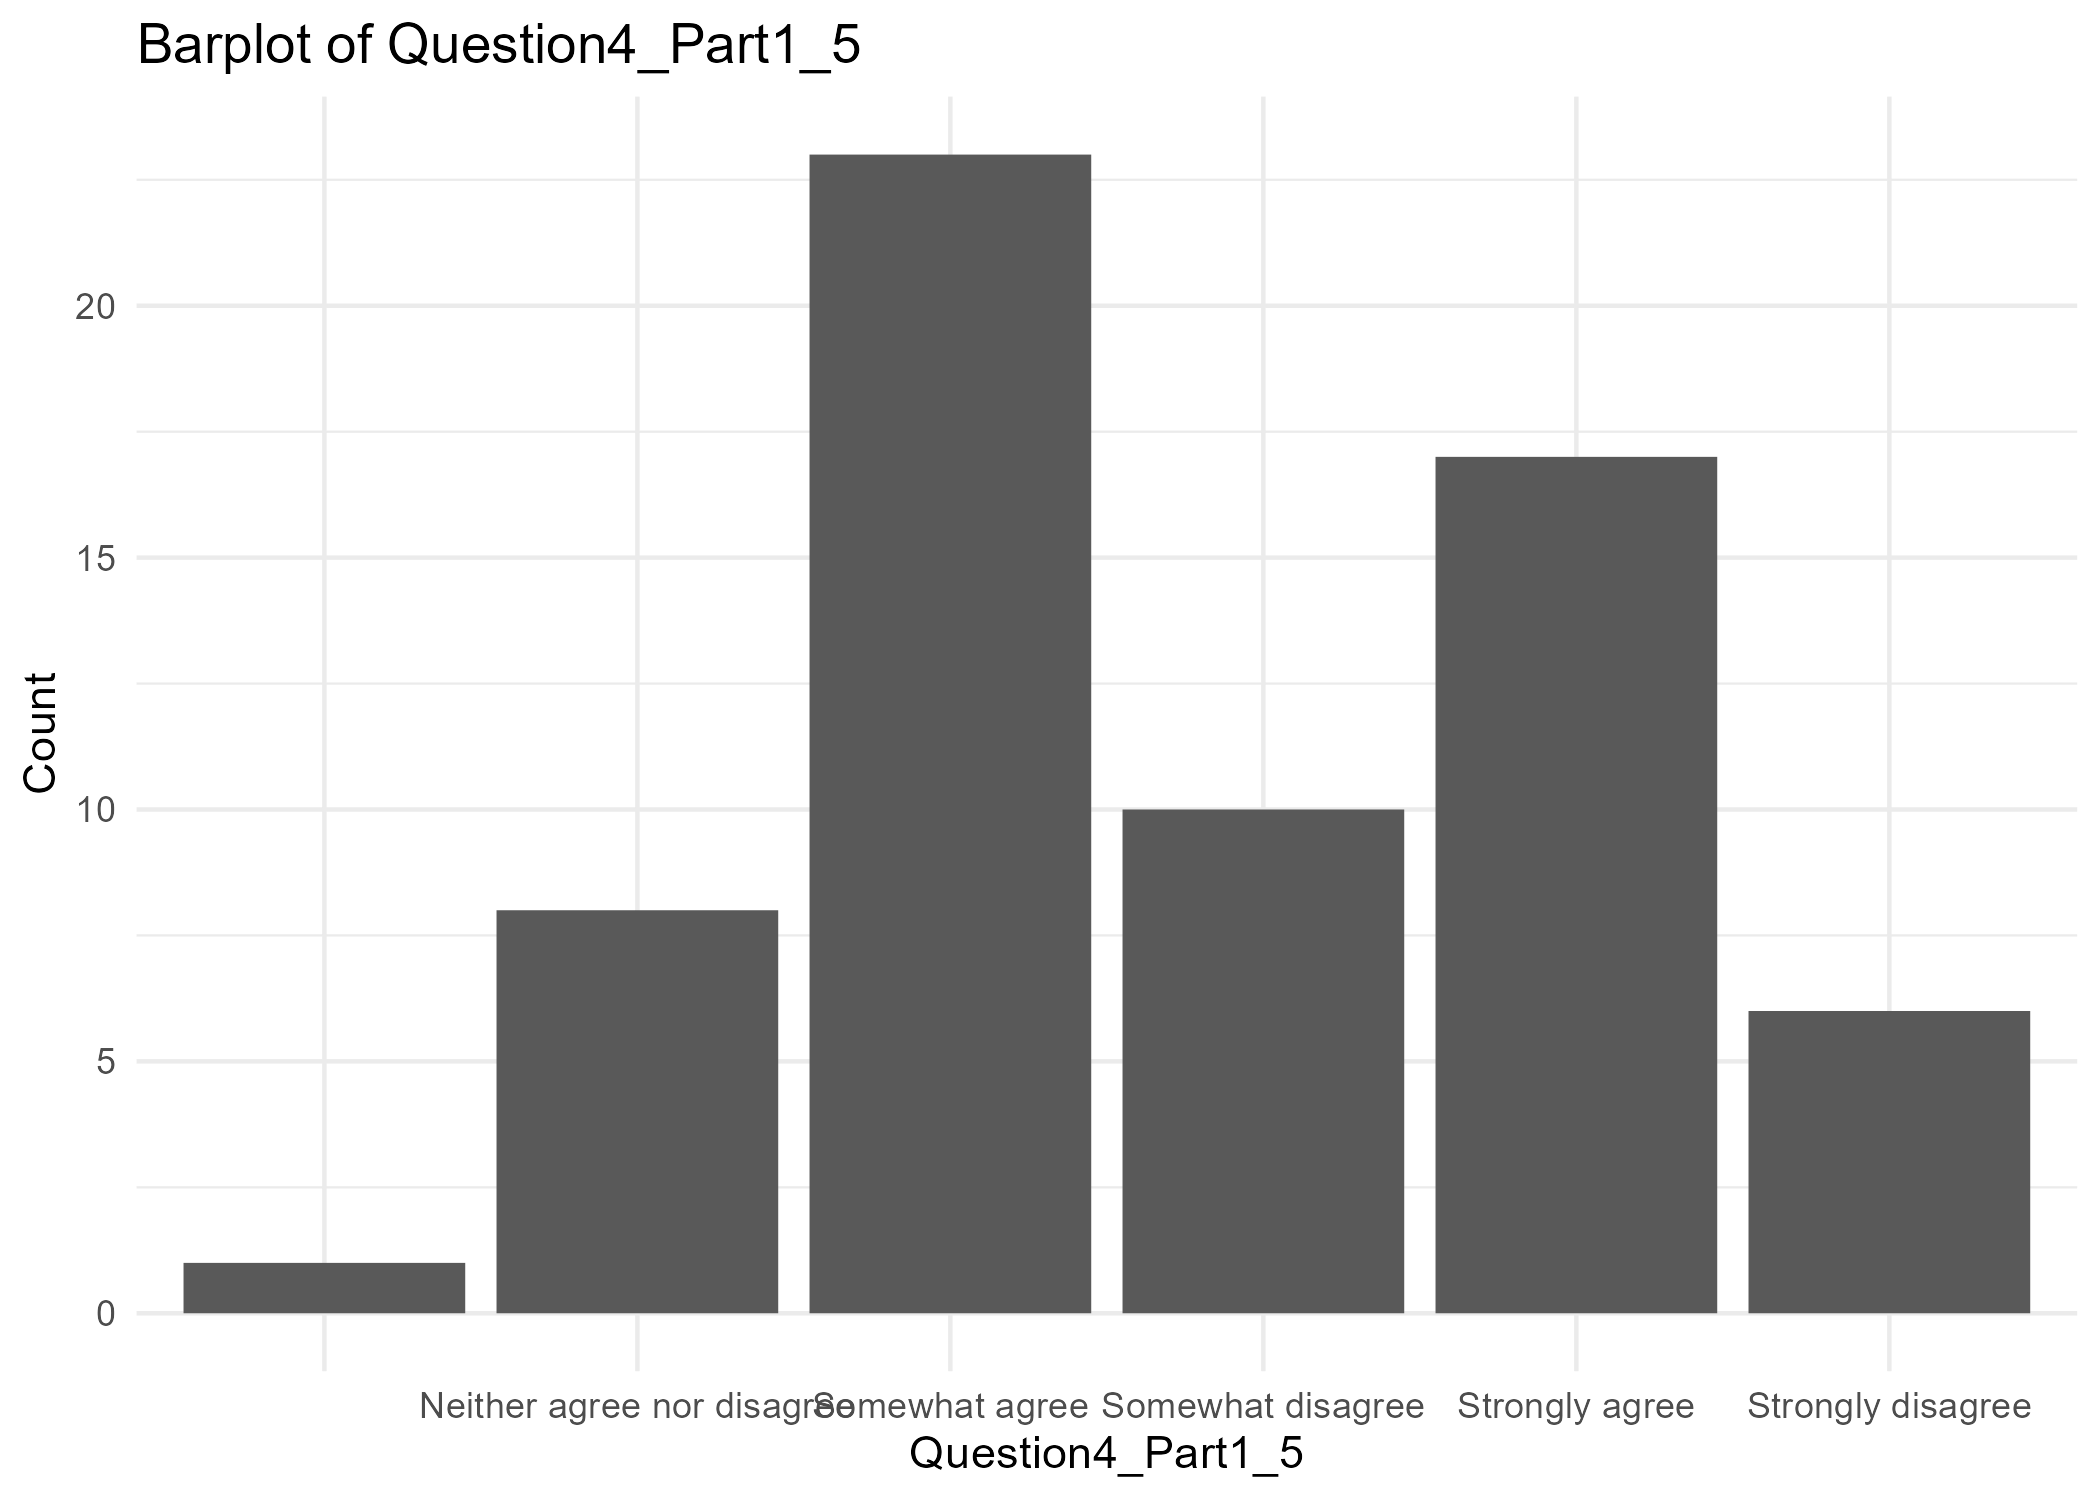 Barplot of Question4_Part1_5
Count
20
15
10
5
0
Neither agree nor disagree Somewhat agree Somewhat disagree Strongly agree Strongly disagree
Question4_Part1_5